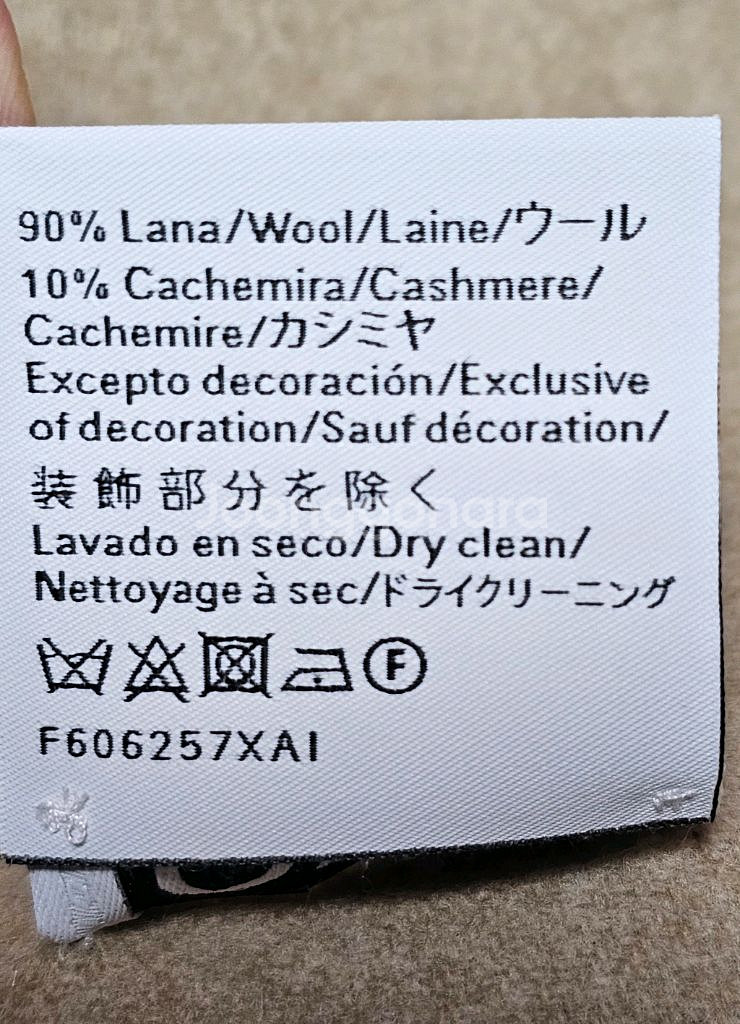 90% Lana/Wool/Laine/ウール
10% Cachemira/Cashmere/
Cachemire/カシミヤ
Excepto decoración/Exclusive
of decoration/Sauf décoration/
装飾部分を除く
Lavado en seco/Dry clean/
Nettoyage à sec/ドライクリーニング
F
F606257XAI